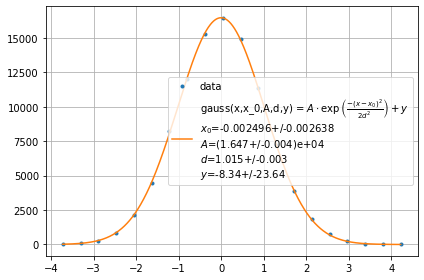 15000
12500
10000
7500
5000
2500
0
data
gauss(x,x_0,A,d,y) = A · exp (−(x − x₀)² / 2d²) + y
x₀=-0.002496+/-0.002638
A=(1.647+/-0.004)e+04
d=1.015+/-0.003
y=-8.34+/-23.64
−4 −3 −2 −1 0 1 2 3 4